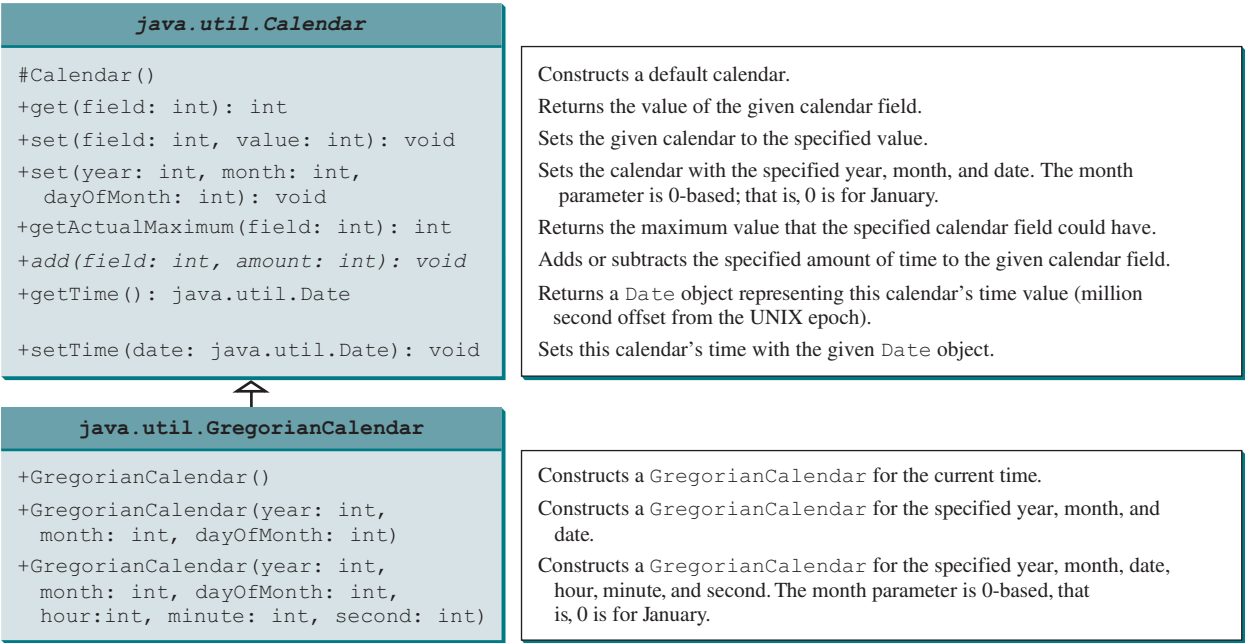 java.util.Calendar
#Calendar()
Constructs a default calendar.
+get(field: int): int
Returns the value of the given calendar field.
+set(field: int, value: int): void
Sets the given calendar to the specified value.
+set(year: int, month: int,
dayOfMonth: int): void
Sets the calendar with the specified year, month, and date. The month
parameter is 0-based; that is, 0 is for January.
+getActualMaximum(field: int): int
Returns the maximum value that the specified calendar field could have.
+add(field: int, amount: int): void
Adds or subtracts the specified amount of time to the given calendar field.
+getTime(): java.util.Date
Returns a Date object representing this calendar's time value (million
second offset from the UNIX epoch).
+setTime(date: java.util.Date): void
Sets this calendar's time with the given Date object.
java.util.GregorianCalendar
+GregorianCalendar()
Constructs a GregorianCalendar for the current time.
+GregorianCalendar(year: int,
month: int, dayOfMonth: int)
Constructs a GregorianCalendar for the specified year, month, and
date.
+GregorianCalendar(year: int,
month: int, dayOfMonth: int,
hour:int, minute: int, second: int)
Constructs a GregorianCalendar for the specified year, month, date,
hour, minute, and second. The month parameter is 0-based, that
is, 0 is for January.